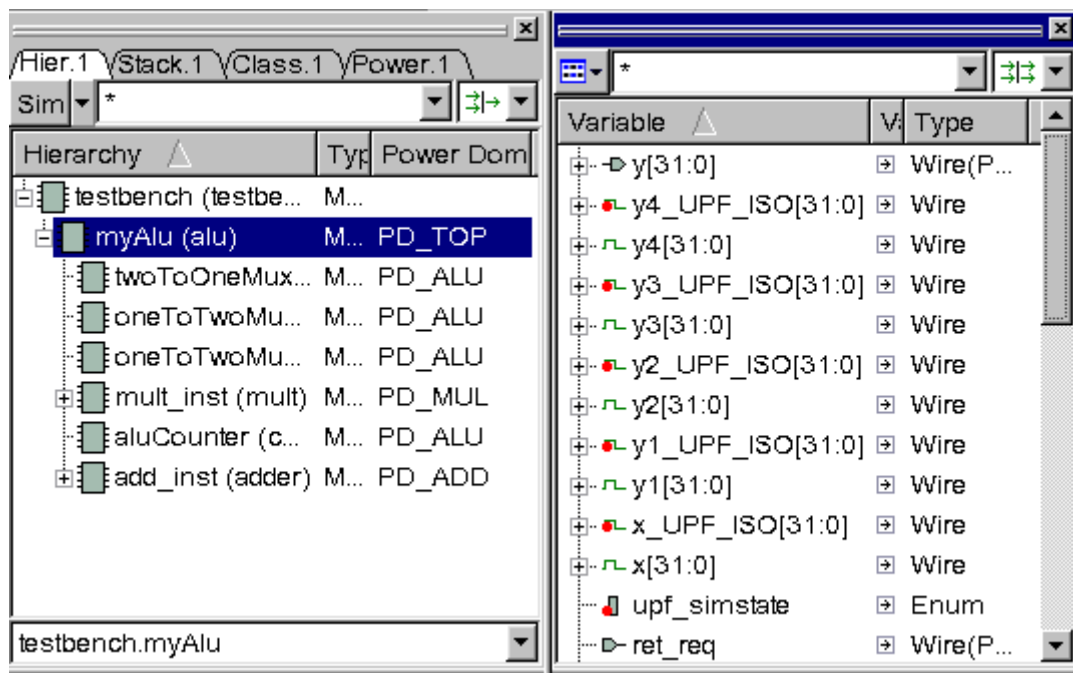 Hier.1 Stack.1 Class.1 Power.1
Sim *
Hierarchy Typ Power Dom
testbench (testbe... M...
myAlu (alu) M... PD_TOP
twoToOneMux... M... PD_ALU
oneToTwoMu... M... PD_ALU
oneToTwoMu... M... PD_ALU
mult_inst (mult) M... PD_MUL
aluCounter (c... M... PD_ALU
add_inst (adder) M... PD_ADD
testbench.myAlu
*
Variable Va Type
y[31:0] Wire(P...
y4_UPF_ISO[31:0] Wire
y4[31:0] Wire
y3_UPF_ISO[31:0] Wire
y3[31:0] Wire
y2_UPF_ISO[31:0] Wire
y2[31:0] Wire
y1_UPF_ISO[31:0] Wire
y1[31:0] Wire
x_UPF_ISO[31:0] Wire
x[31:0] Wire
upf_simstate Enum
ret_req Wire(P...